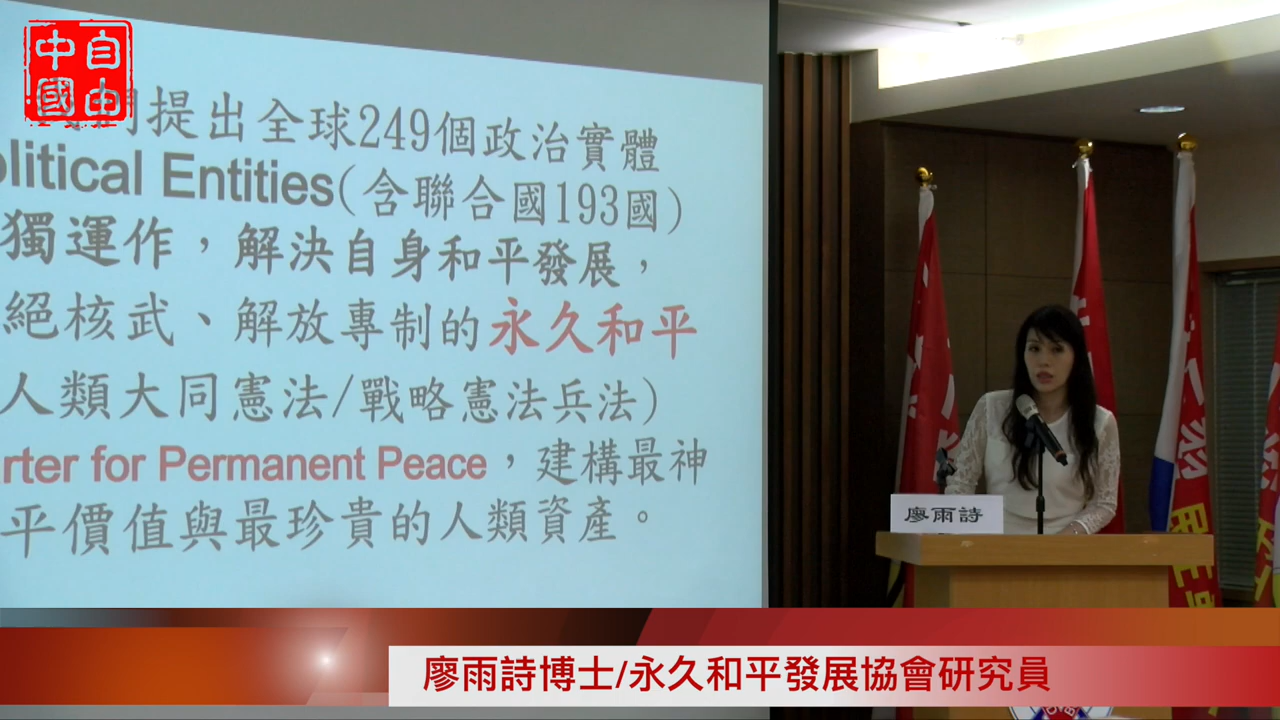 自由
中國
們提出全球249個政治實體
olitical Entities(含聯合國193國)
獨運作，解決自身和平發展，
絕核武、解放專制的永久和平
人類大同憲法/戰略憲法兵法)
rter for Permanent Peace，建構最神
平價值與最珍貴的人類資產。
廖雨詩
廖雨詩博士/永久和平發展協會研究員